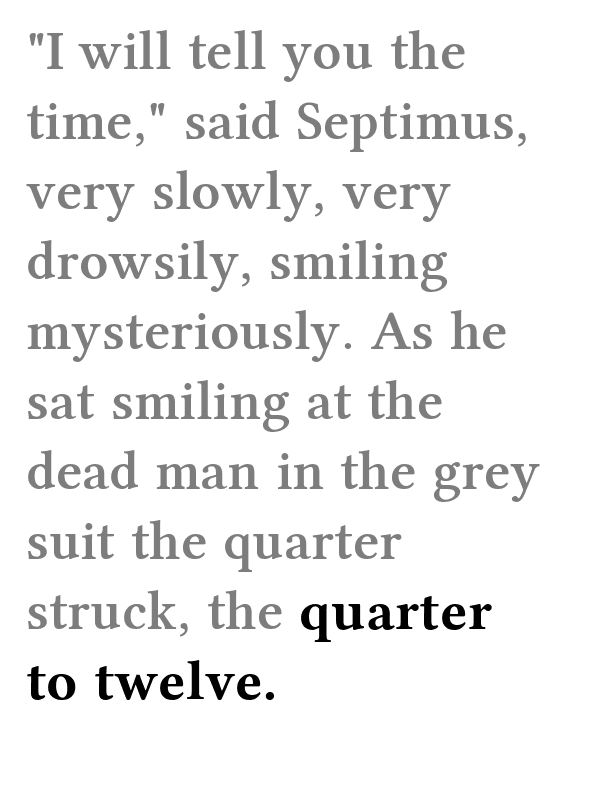 "I will tell you the
time," said Septimus,
very slowly, very
drowsily, smiling
mysteriously. As he
sat smiling at the
dead man in the grey
suit the quarter
struck, the quarter
to twelve.